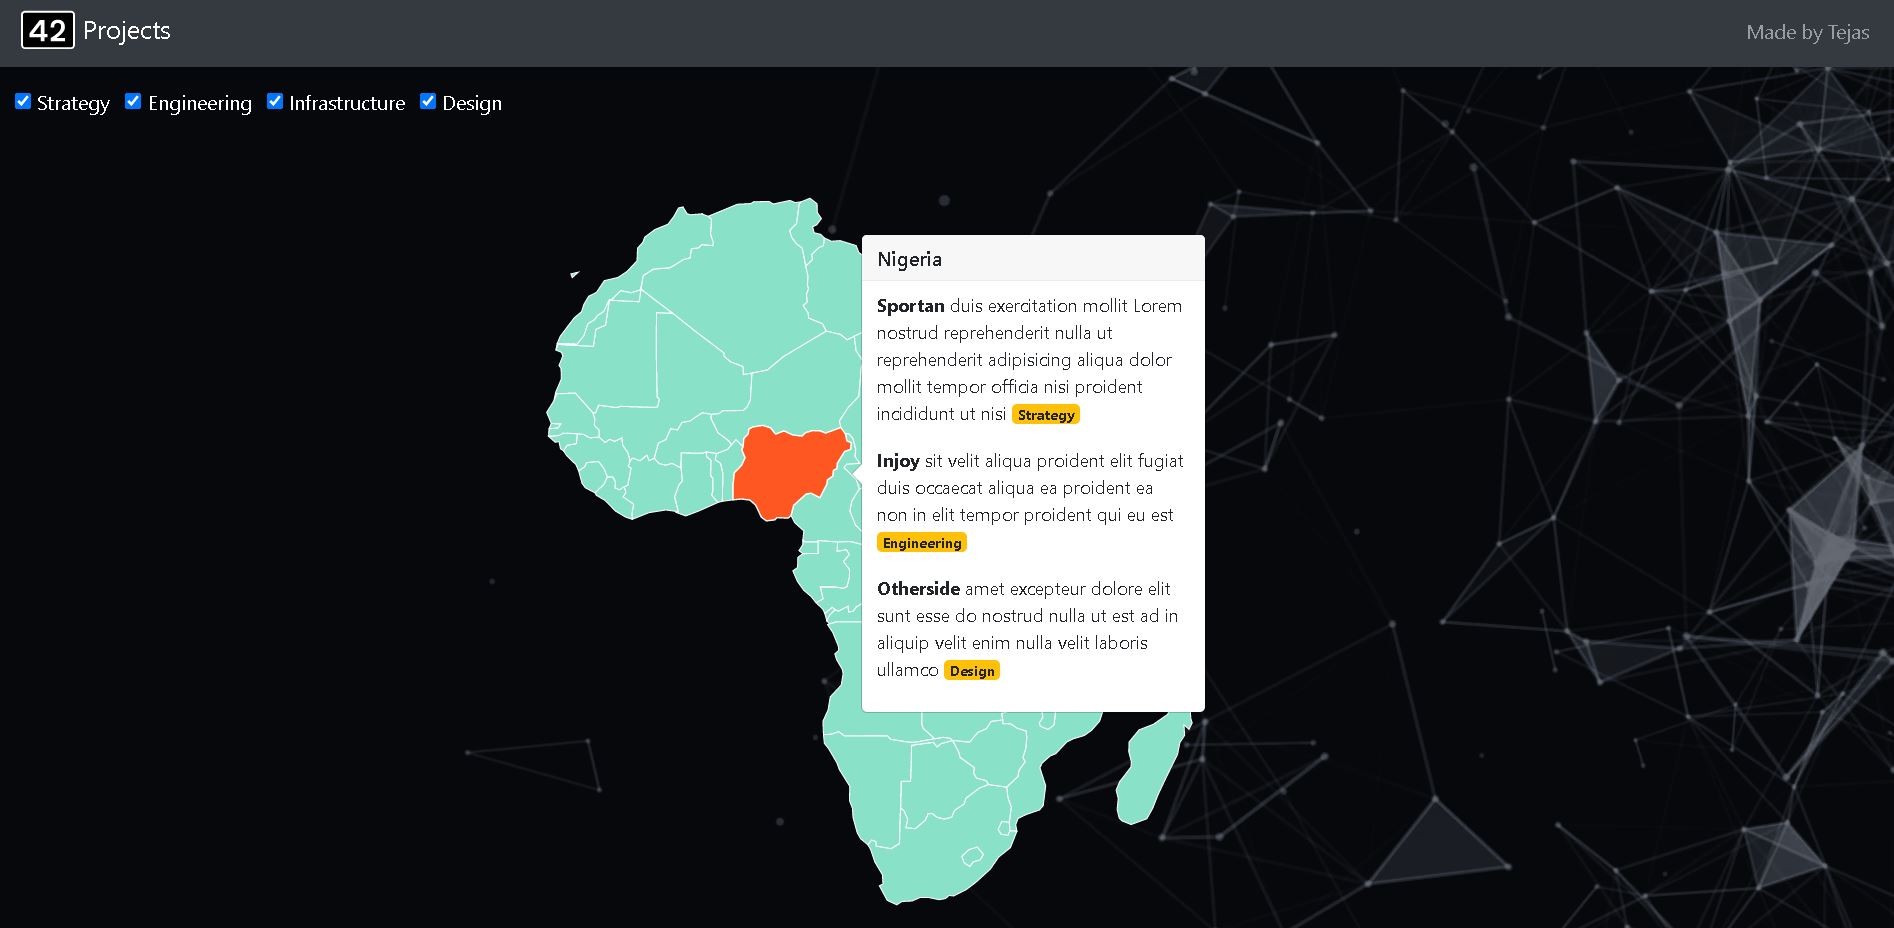 42 Projects
Made by Tejas
Strategy Engineering Infrastructure Design
Nigeria
Sportan duis exercitation mollit Lorem
nostrud reprehenderit nulla ut
reprehenderit adipisicing aliqua dolor
mollit tempor officia nisi proident
incididunt ut nisi Strategy
Injoy sit velit aliqua proident elit fugiat
duis occaecat aliqua ea proident ea
non in elit tempor proident qui eu est
Engineering
Otherside amet excepteur dolore elit
sunt esse do nostrud nulla ut est ad in
aliquip velit enim nulla velit laboris
ullamco Design